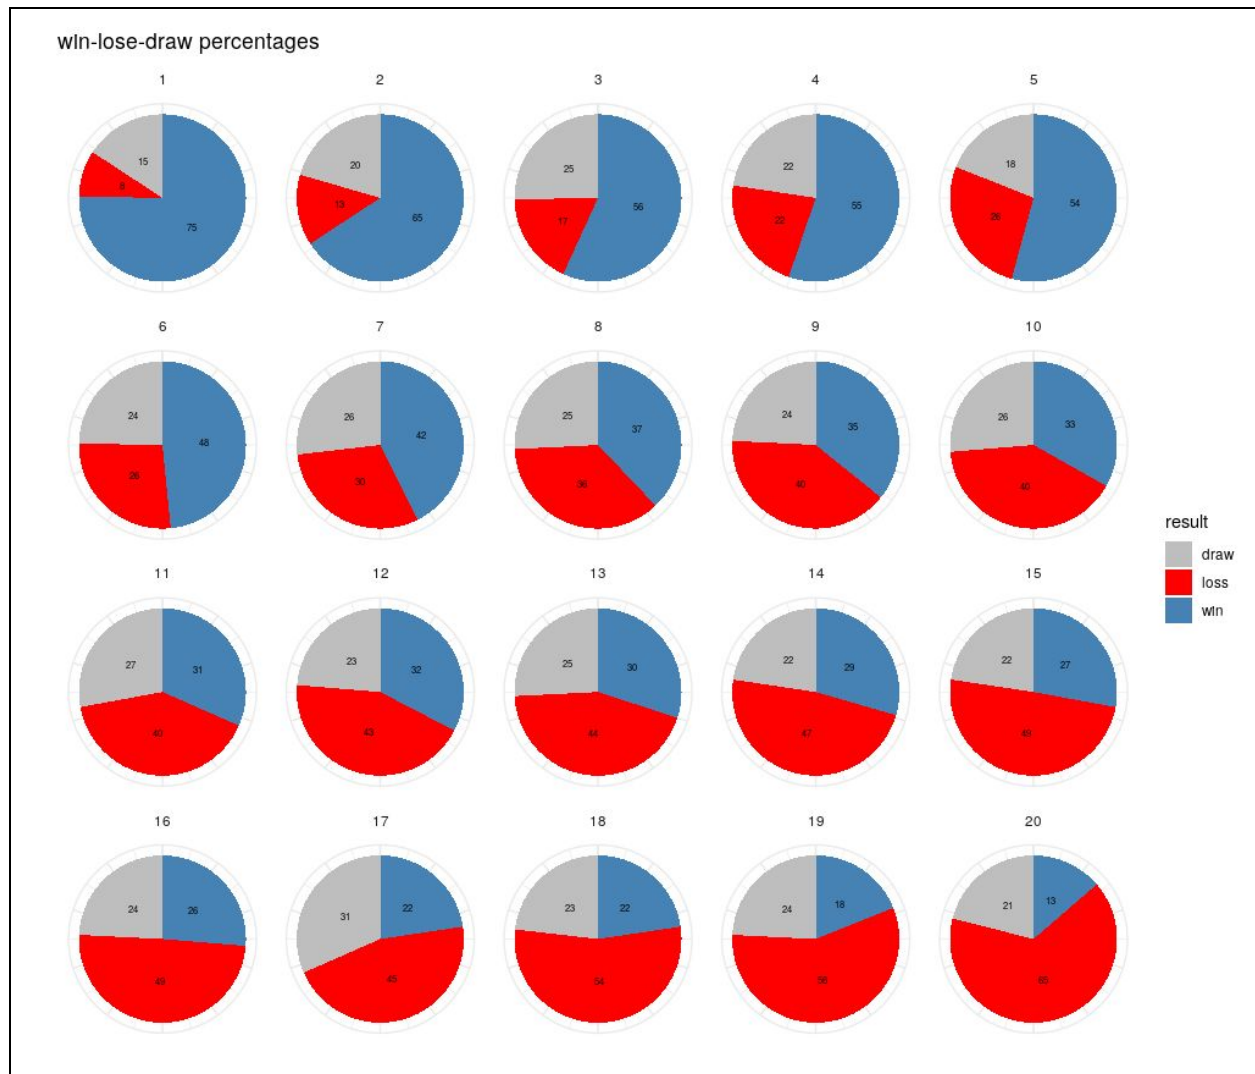 win-lose-draw percentages
1 2 3 4 5
15 20 25 22 18
8 13 17 22 26
75 65 56 55 54
6 7 8 9 10
24 26 25 24 26
48 42 37 35 33
26 30 36 40 40
result
draw
loss
win
11 12 13 14 15
27 23 25 22 22
31 32 30 29 27
40 43 44 47 49
16 17 18 19 20
24 31 23 24 21
26 22 22 18 13
49 45 54 56 65